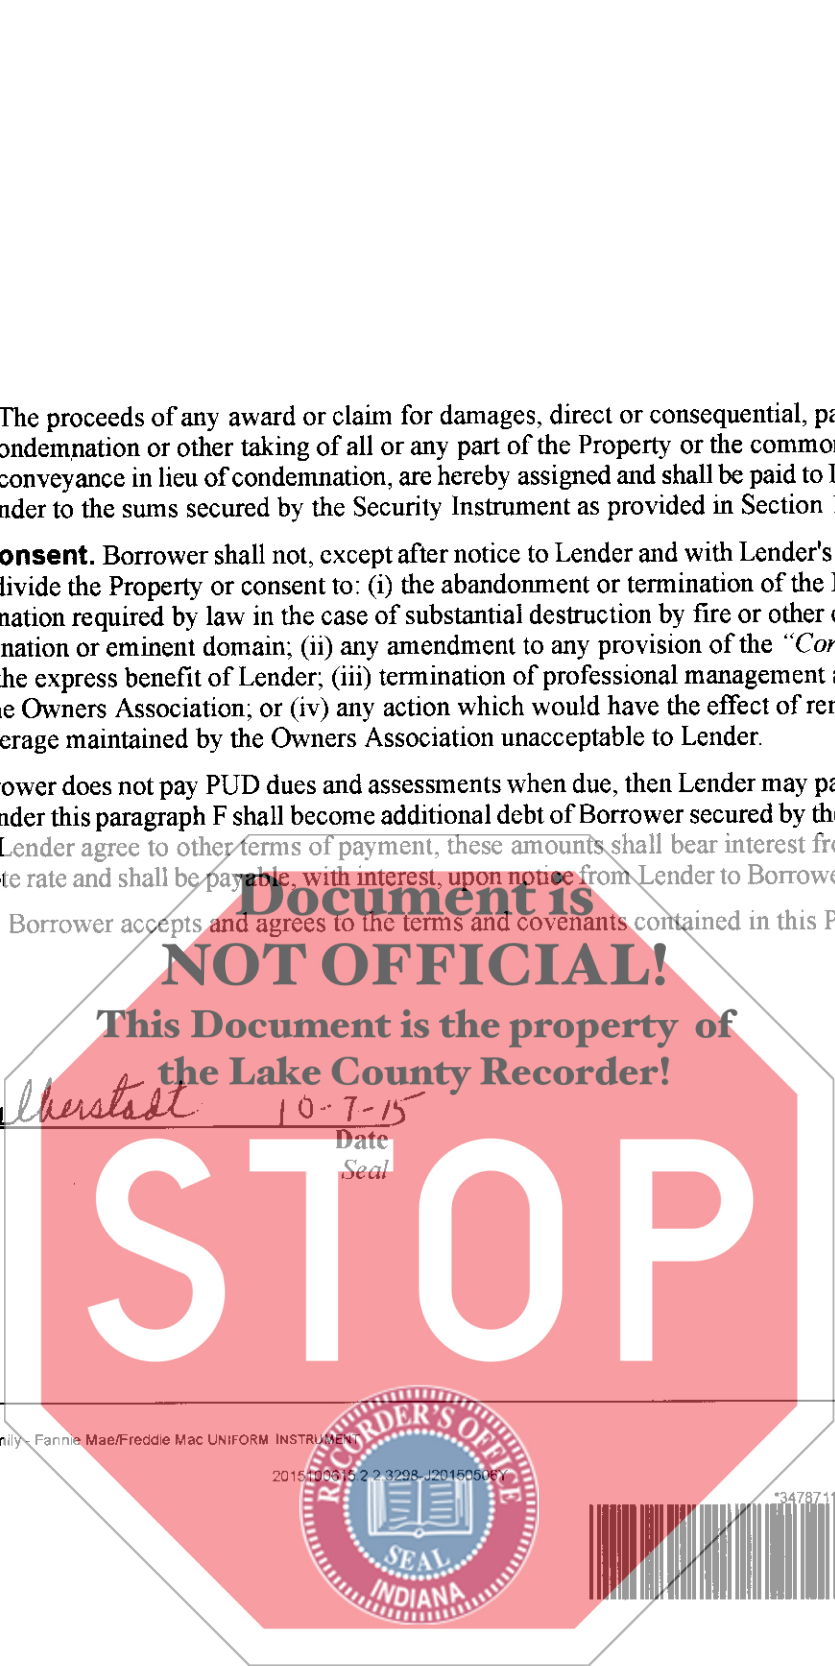 The proceeds of any award or claim for damages, direct or consequential, pa
ondemnation or other taking of all or any part of the Property or the common
conveyance in lieu of condemnation, are hereby assigned and shall be paid to L
nder to the sums secured by the Security Instrument as provided in Section 1
onsent. Borrower shall not, except after notice to Lender and with Lender's
divide the Property or consent to: (i) the abandonment or termination of the
nation required by law in the case of substantial destruction by fire or other c
nation or eminent domain; (ii) any amendment to any provision of the “Con
the express benefit of Lender; (iii) termination of professional management a
e Owners Association; or (iv) any action which would have the effect of ren
erage maintained by the Owners Association unacceptable to Lender.
rower does not pay PUD dues and assessments when due, then Lender may pa
nder this paragraph F shall become additional debt of Borrower secured by the
Lender agree to other terms of payment, these amounts shall bear interest fro
te rate and shall be payable, with interest, upon notice from Lender to Borrowe
Borrower accepts and agrees to the terms and covenants contained in this P
Document is
NOT OFFICIAL!
This Document is the property of
the Lake County Recorder!
10-7-15
Date
Seal
STOP
mily - Fannie Mae/Freddie Mac UNIFORM INSTRUMENT
RECORDER'S OFFICE
SEAL
INDIANA
*3478711